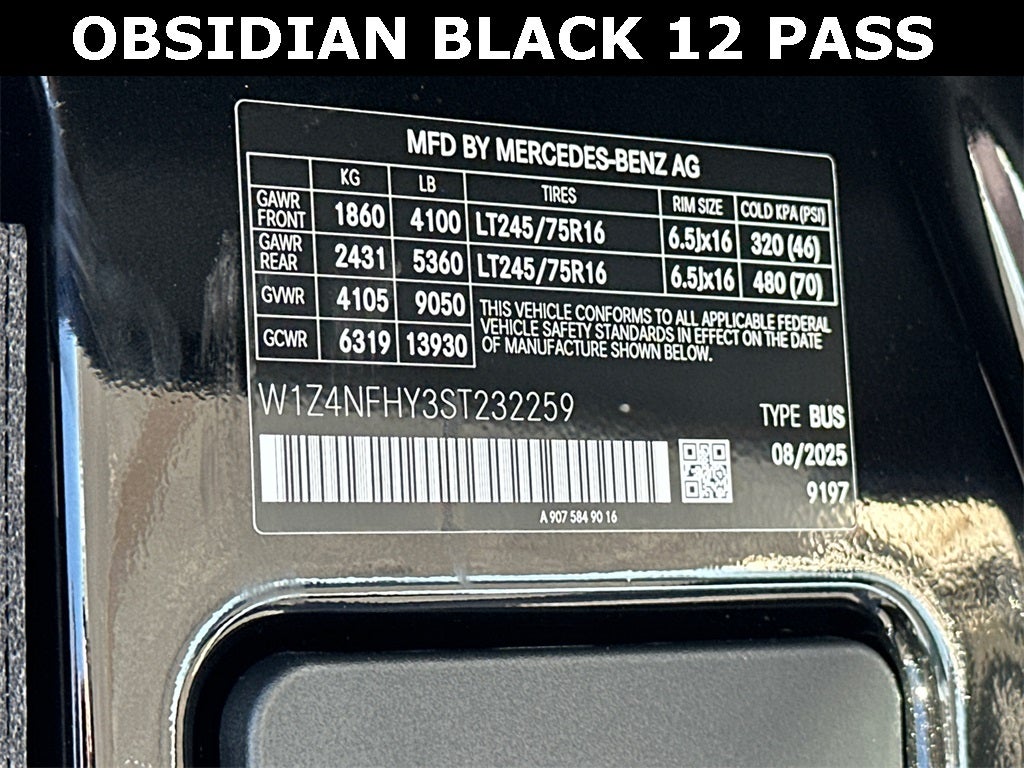 OBSIDIAN BLACK 12 PASS
MFD BY MERCEDES-BENZ AG
KG LB TIRES RIM SIZE COLD KPA (PSI)
GAWR FRONT 1860 4100 LT245/75R16 6.5Jx16 320 (46)
GAWR REAR 2431 5360 LT245/75R16 6.5Jx16 480 (70)
GVWR 4105 9050
GCWR 6319 13930
THIS VEHICLE CONFORMS TO ALL APPLICABLE FEDERAL
VEHICLE SAFETY STANDARDS IN EFFECT ON THE DATE
OF MANUFACTURE SHOWN BELOW.
W1Z4NFHY3ST232259
TYPE BUS
08/2025
9197
A 907 584 90 16